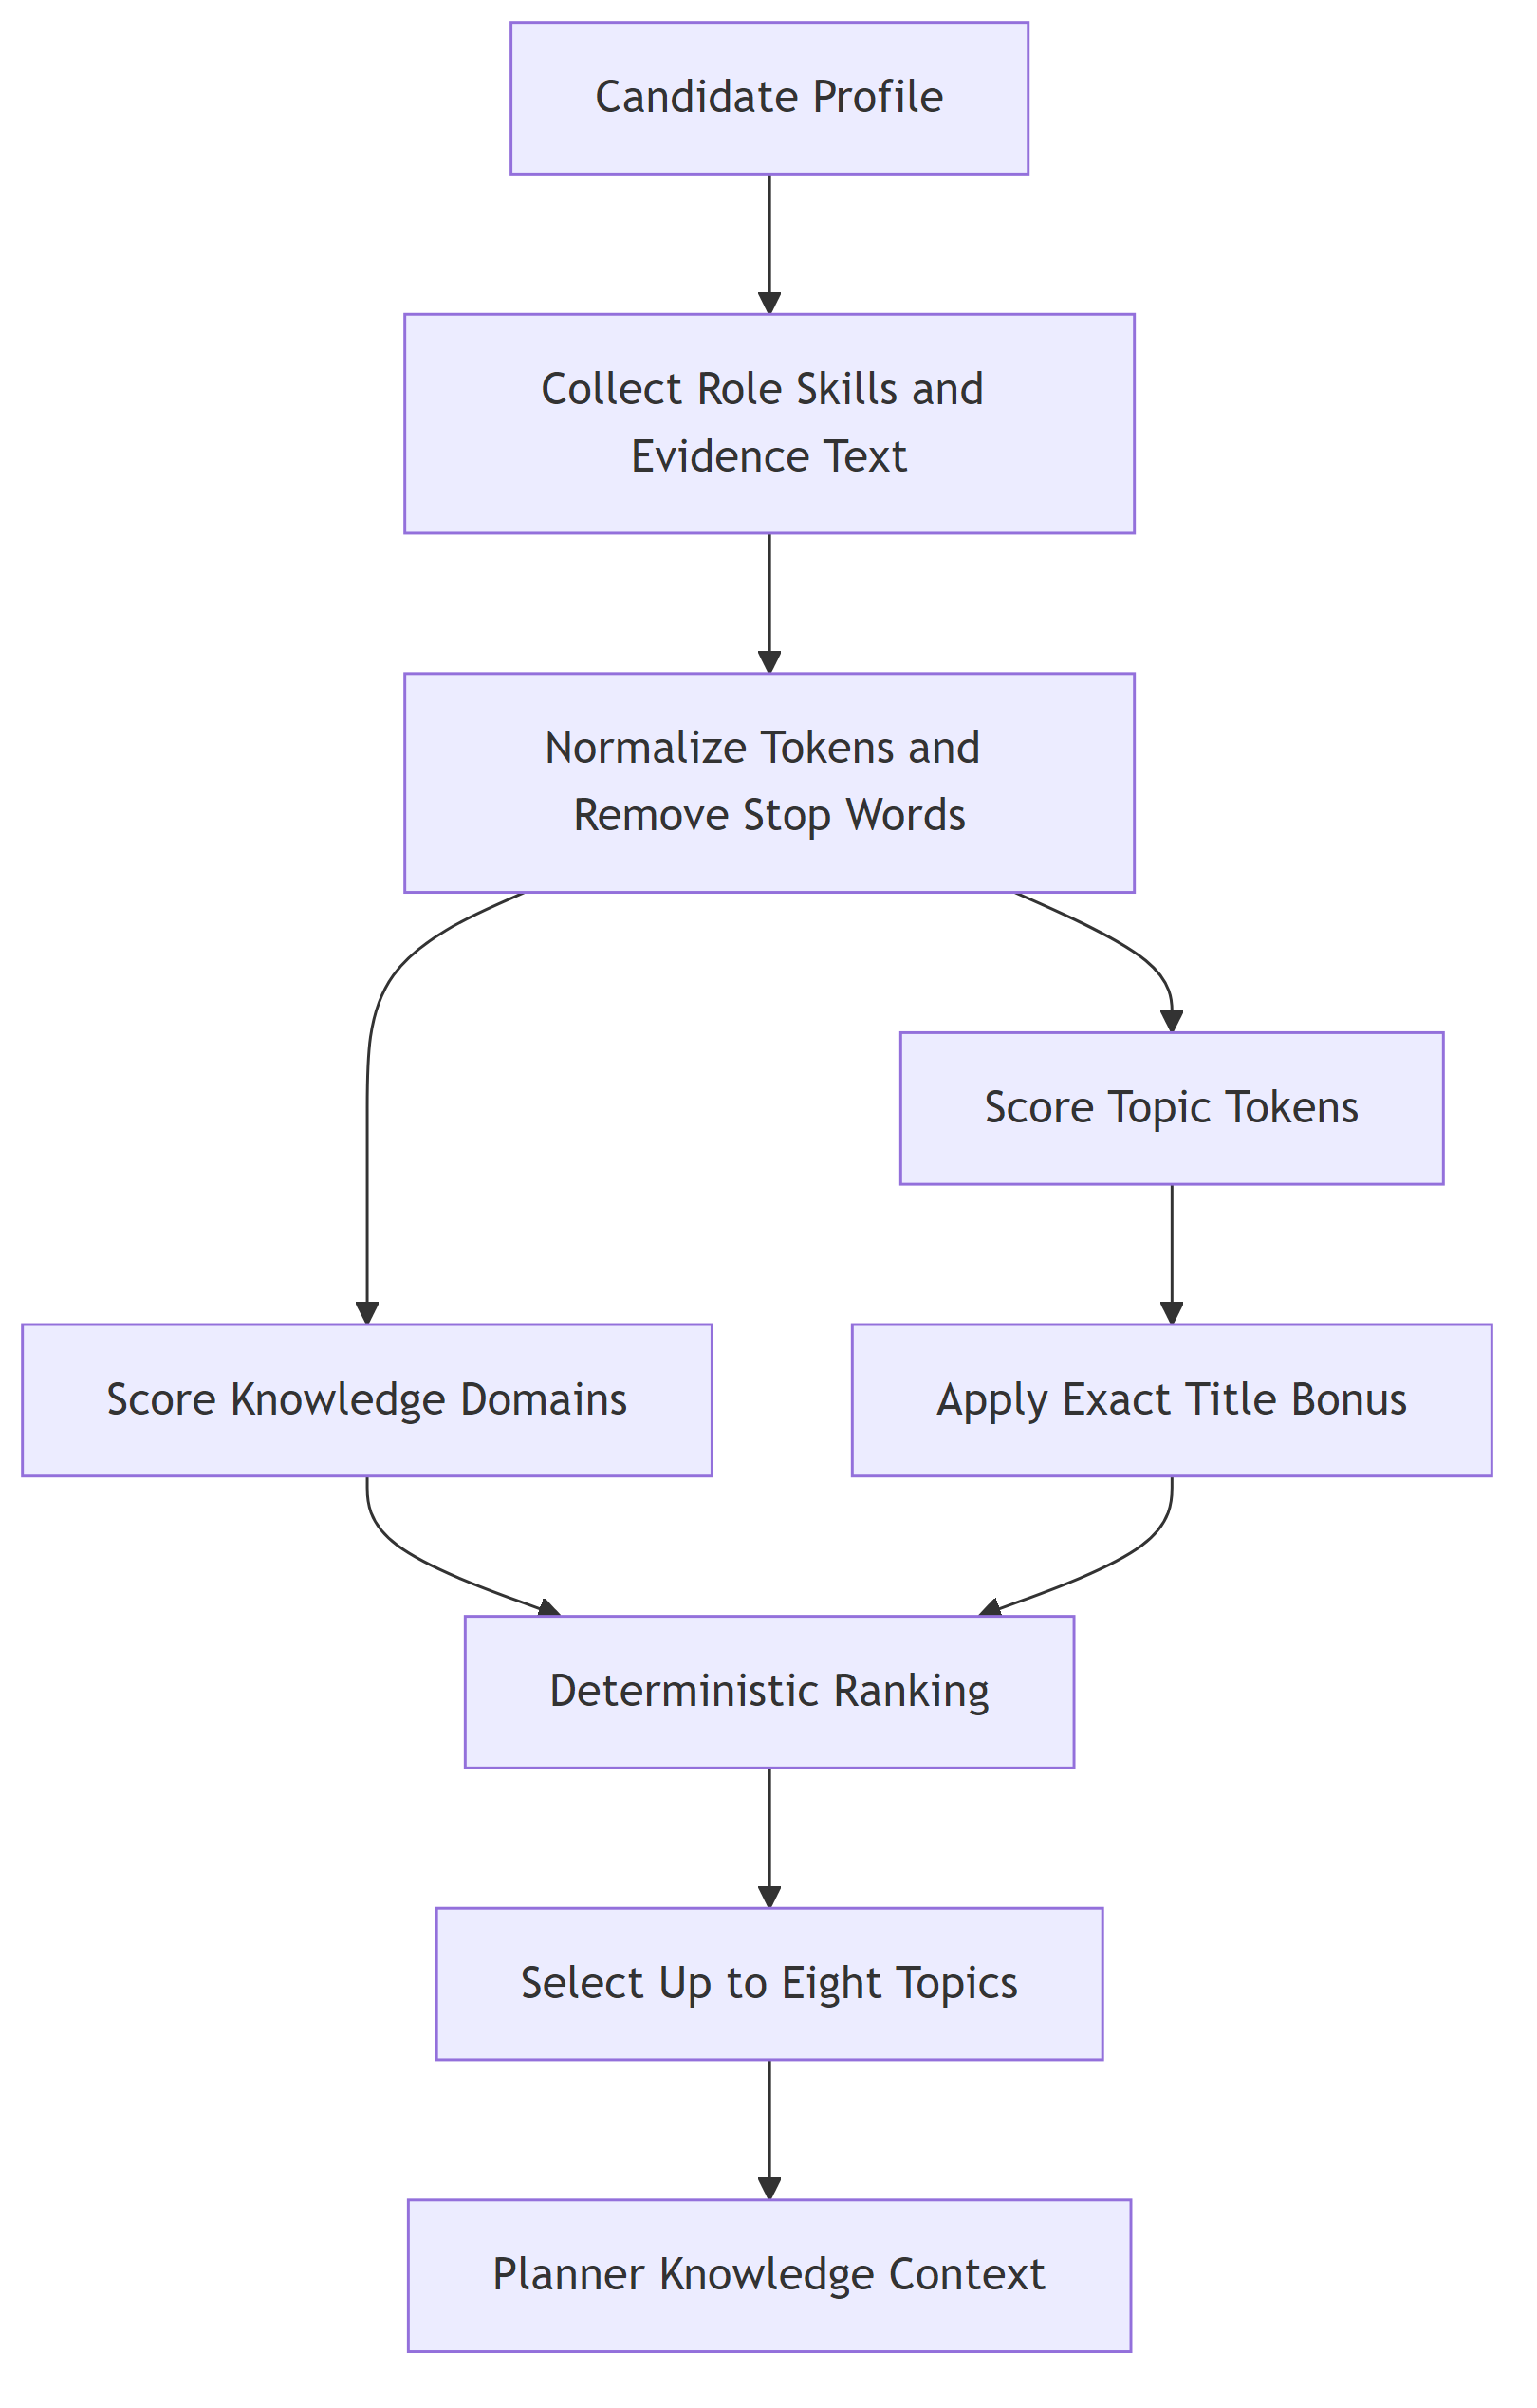 Candidate Profile
Collect Role Skills and
Evidence Text
Normalize Tokens and
Remove Stop Words
Score Topic Tokens
Score Knowledge Domains
Apply Exact Title Bonus
Deterministic Ranking
Select Up to Eight Topics
Planner Knowledge Context